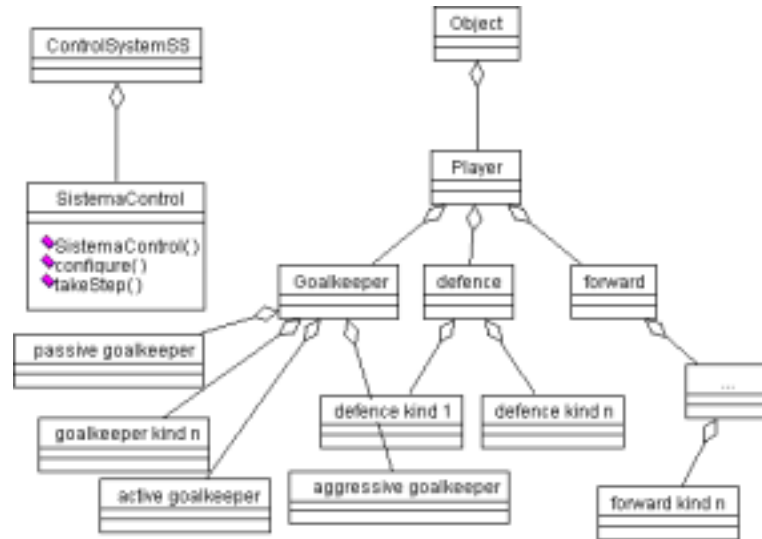 ControlSystemSS
Object
Player
SistemaControl
SistemaControl()
configure()
takeStep()
Goalkeeper
defence
forward
passive goalkeeper
...
goalkeeper kind n
defence kind 1
defence kind n
active goalkeeper
aggressive goalkeeper
forward kind n